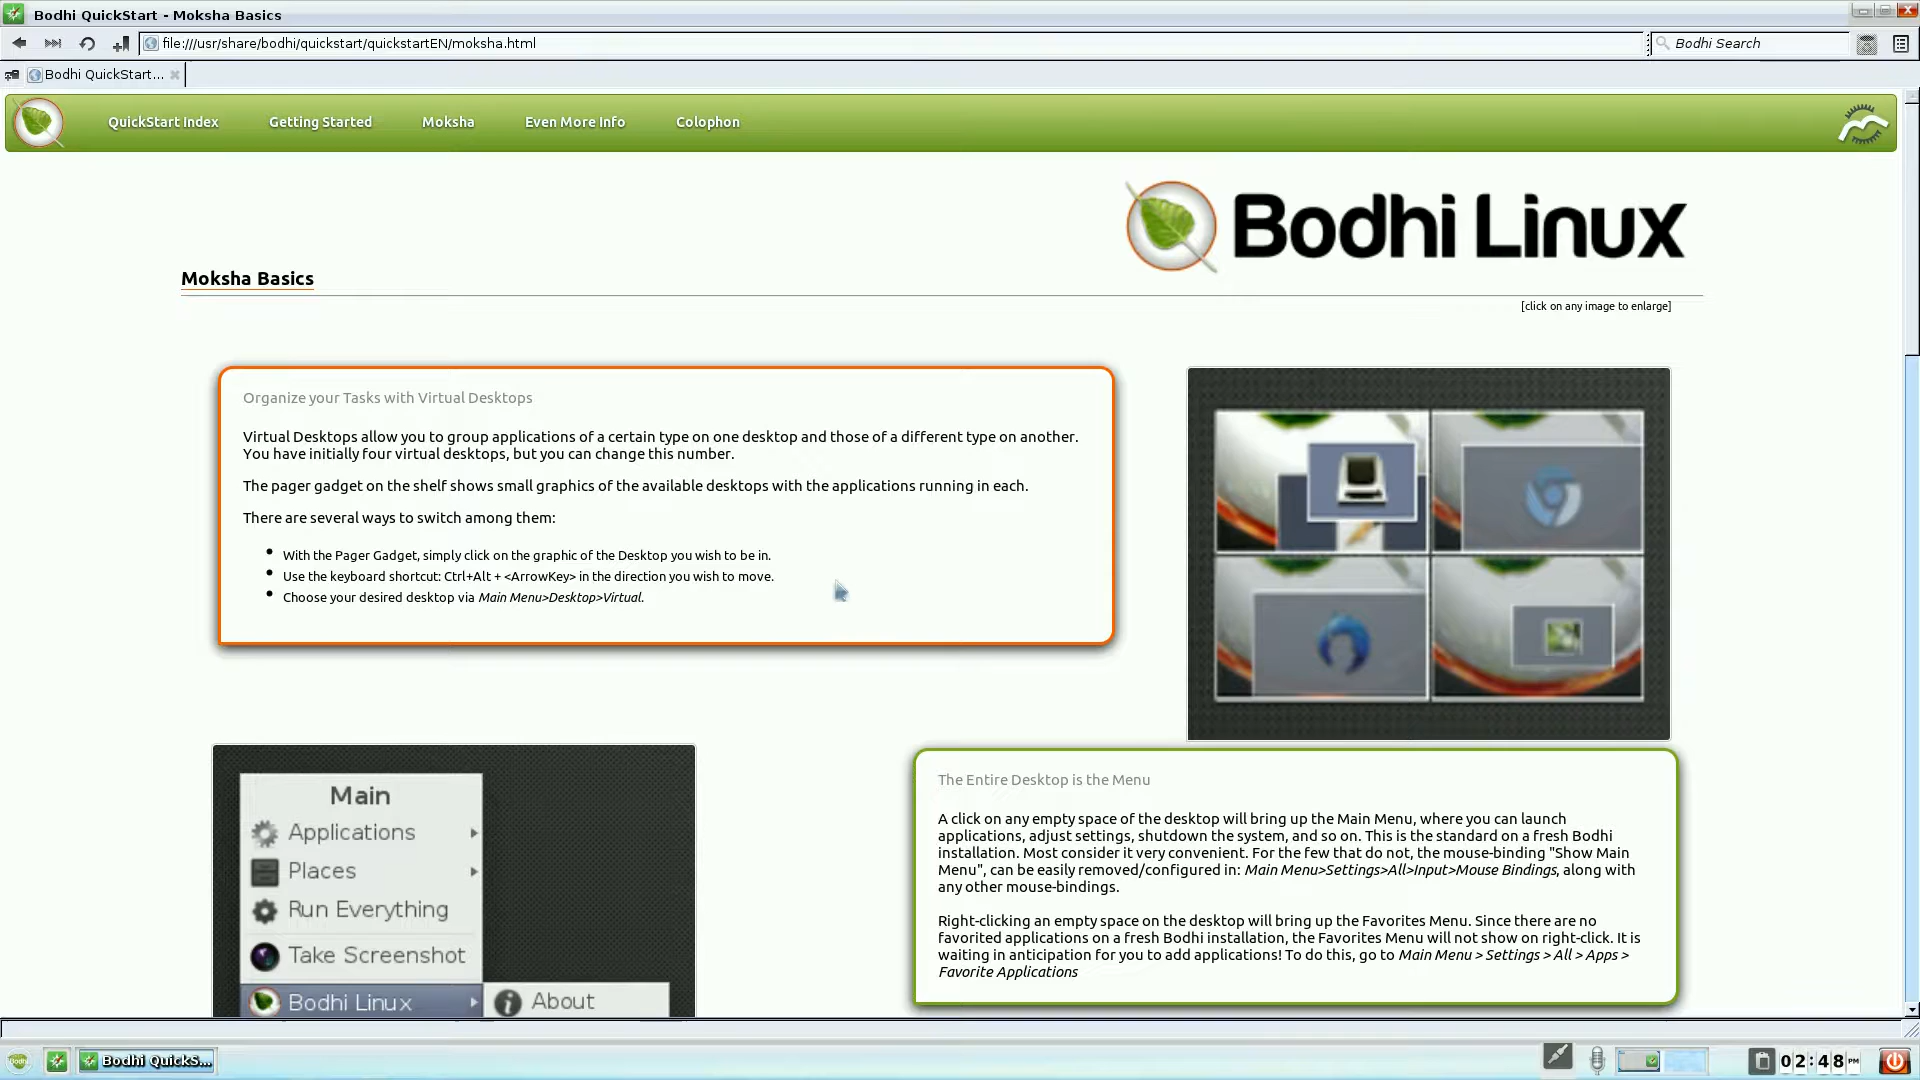 Bodhi QuickStart - Moksha Basics
file:///usr/share/bodhi/quickstart/quickstartEN/moksha.html
Bodhi Search
Bodhi QuickStart...
QuickStart Index
Getting Started
Moksha
Even More Info
Colophon
Bodhi Linux
Moksha Basics
[click on any image to enlarge]
Organize your Tasks with Virtual Desktops
Virtual Desktops allow you to group applications of a certain type on one desktop and those of a different type on another.
You have initially four virtual desktops, but you can change this number.
The pager gadget on the shelf shows small graphics of the available desktops with the applications running in each.
There are several ways to switch among them:
With the Pager Gadget, simply click on the graphic of the Desktop you wish to be in.
Use the keyboard shortcut: Ctrl+Alt + <ArrowKey> in the direction you wish to move.
Choose your desired desktop via Main Menu>Desktop>Virtual.
Main
Applications
Places
Run Everything
Take Screenshot
Bodhi Linux
About
The Entire Desktop is the Menu
A click on any empty space of the desktop will bring up the Main Menu, where you can launch
applications, adjust settings, shutdown the system, and so on. This is the standard on a fresh Bodhi
installation. Most consider it very convenient. For the few that do not, the mouse-binding "Show Main
Menu", can be easily removed/configured in: Main Menu>Settings>All>Input>Mouse Bindings, along with
any other mouse-bindings.
Right-clicking an empty space on the desktop will bring up the Favorites Menu. Since there are no
favorited applications on a fresh Bodhi installation, the Favorites Menu will not show on right-click. It is
waiting in anticipation for you to add applications! To do this, go to Main Menu > Settings > All > Apps >
Favorite Applications
Bodhi
Bodhi QuickS...
02:48 PM